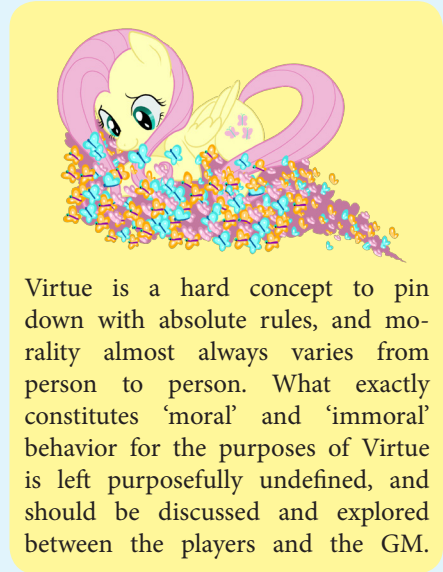 Virtue is a hard concept to pin
down with absolute rules, and mo-
rality almost always varies from
person to person. What exactly
constitutes ‘moral’ and ‘immoral’
behavior for the purposes of Virtue
is left purposefully undefined, and
should be discussed and explored
between the players and the GM.